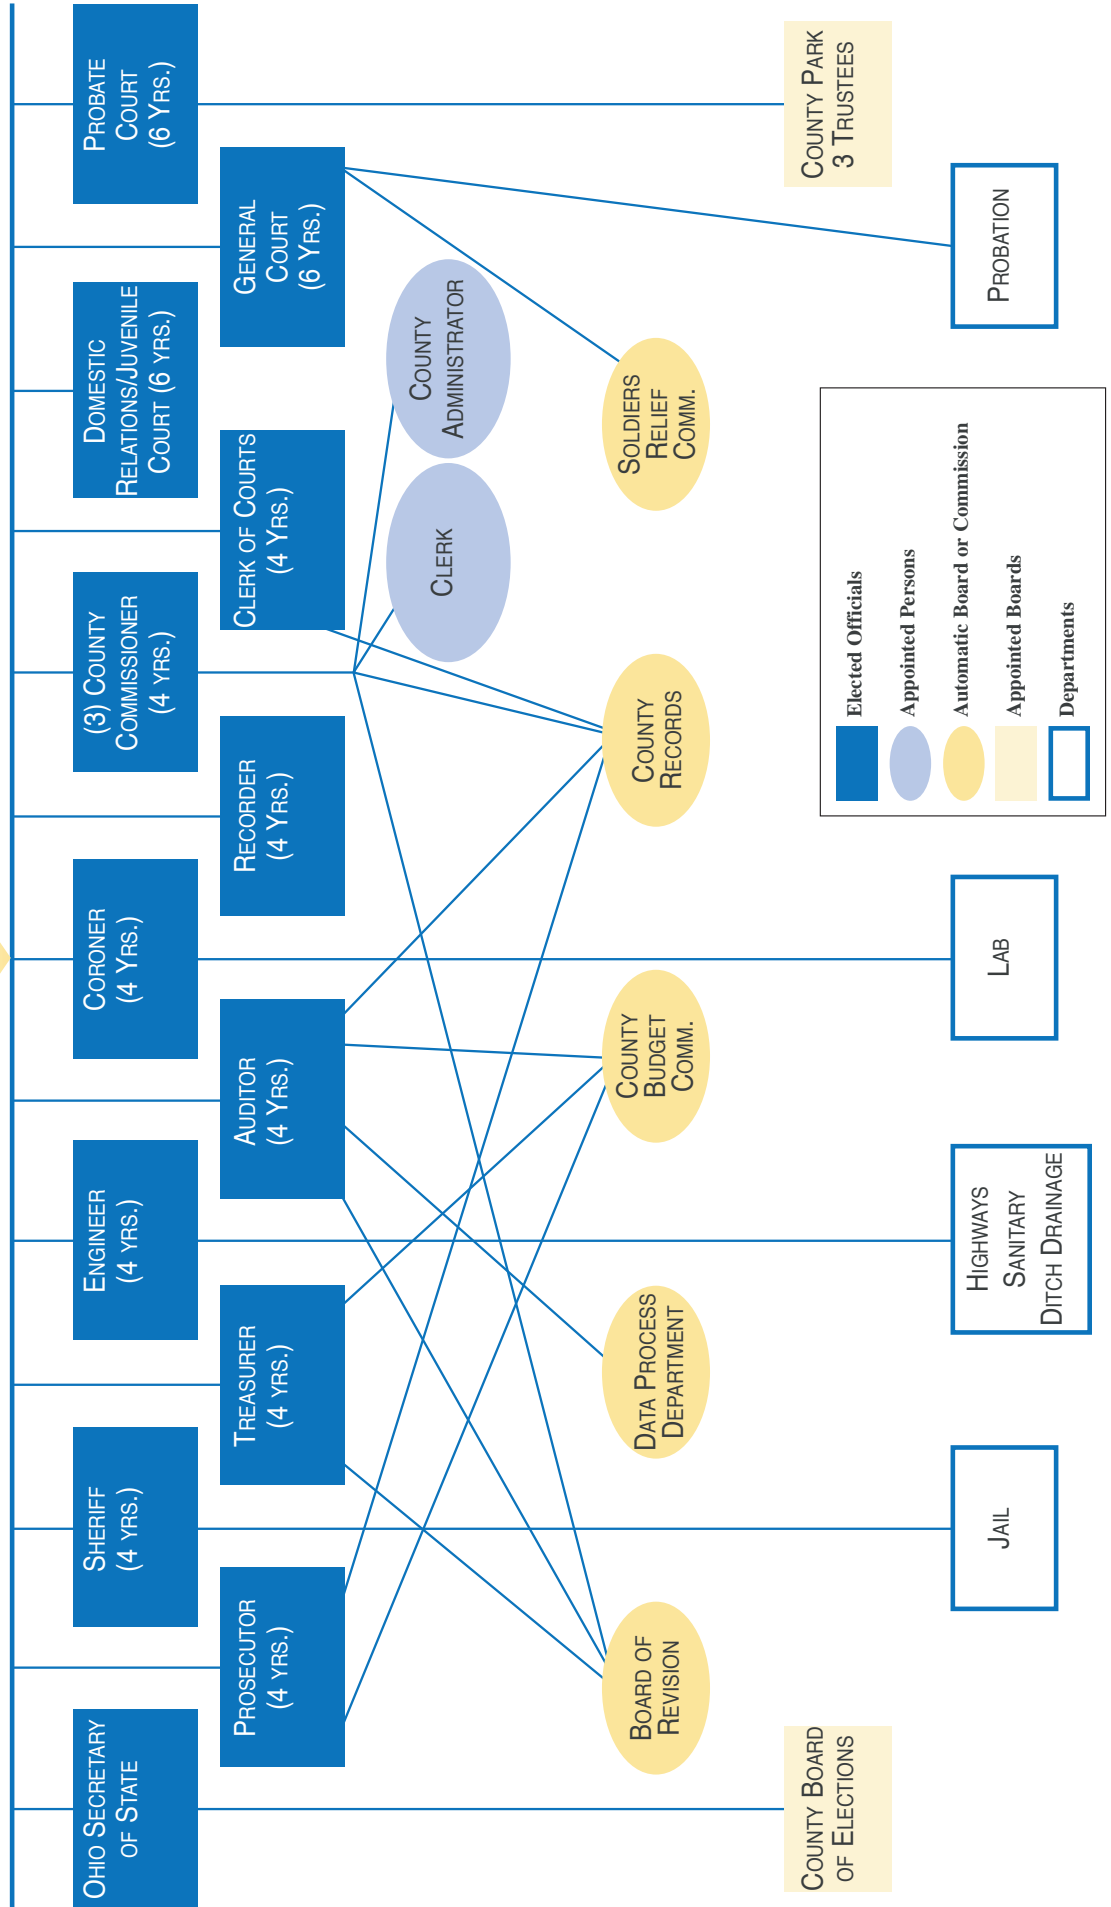 OHIO SECRETARY
OF STATE
SHERIFF
(4 YRS.)
ENGINEER
(4 YRS.)
CORONER
(4 YRS.)
(3) COUNTY
COMMISSIONER
(4 YRS.)
DOMESTIC
RELATIONS/JUVENILE
COURT (6 YRS.)
PROBATE
COURT
(6 YRS.)
PROSECUTOR
(4 YRS.)
TREASURER
(4 YRS.)
AUDITOR
(4 YRS.)
RECORDER
(4 YRS.)
CLERK OF COURTS
(4 YRS.)
GENERAL
COURT
(6 YRS.)
CLERK
COUNTY
ADMINISTRATOR
BOARD OF
REVISION
DATA PROCESS
DEPARTMENT
COUNTY
BUDGET
COMM.
COUNTY
RECORDS
SOLDIERS
RELIEF
COMM.
COUNTY BOARD
OF ELECTIONS
COUNTY PARK
3 TRUSTEES
JAIL
HIGHWAYS
SANITARY
DITCH DRAINAGE
LAB
PROBATION
Elected Officials
Appointed Persons
Automatic Board or Commission
Appointed Boards
Departments